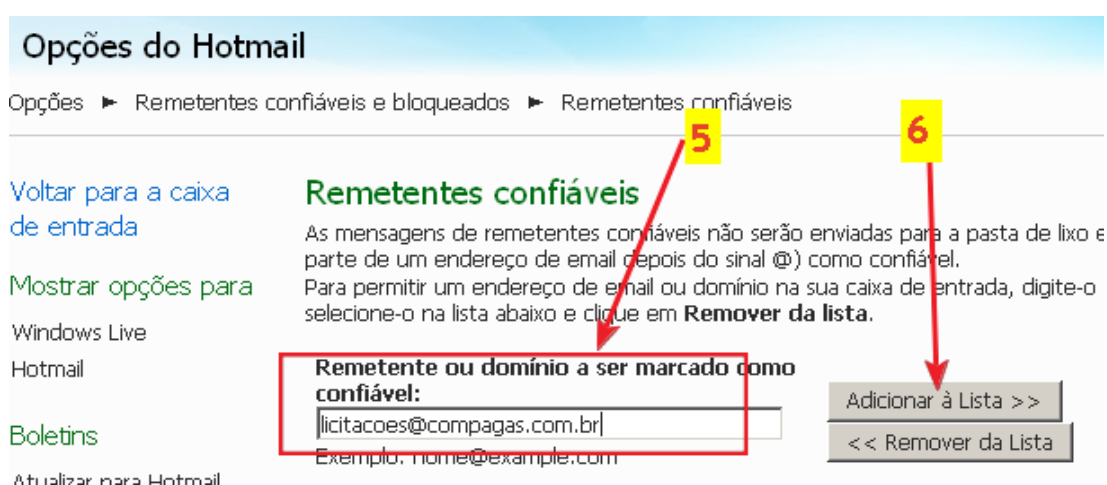 Opções do Hotmail
Opções ► Remetentes confiáveis e bloqueados ► Remetentes confiáveis
5
6
Voltar para a caixa
de entrada
Mostrar opções para
Windows Live
Hotmail
Boletins
Atualizar para Hotmail
Remetentes confiáveis
As mensagens de remetentes confiáveis não serão enviadas para a pasta de lixo e
parte de um endereço de email depois do sinal @) como confiável.
Para permitir um endereço de email ou domínio na sua caixa de entrada, digite-o
selecione-o na lista abaixo e clique em Remover da lista.
Remetente ou domínio a ser marcado como
confiável:
licitacoes@compagas.com.br
Exemplo: nome@example.com
Adicionar à Lista >>
<< Remover da Lista